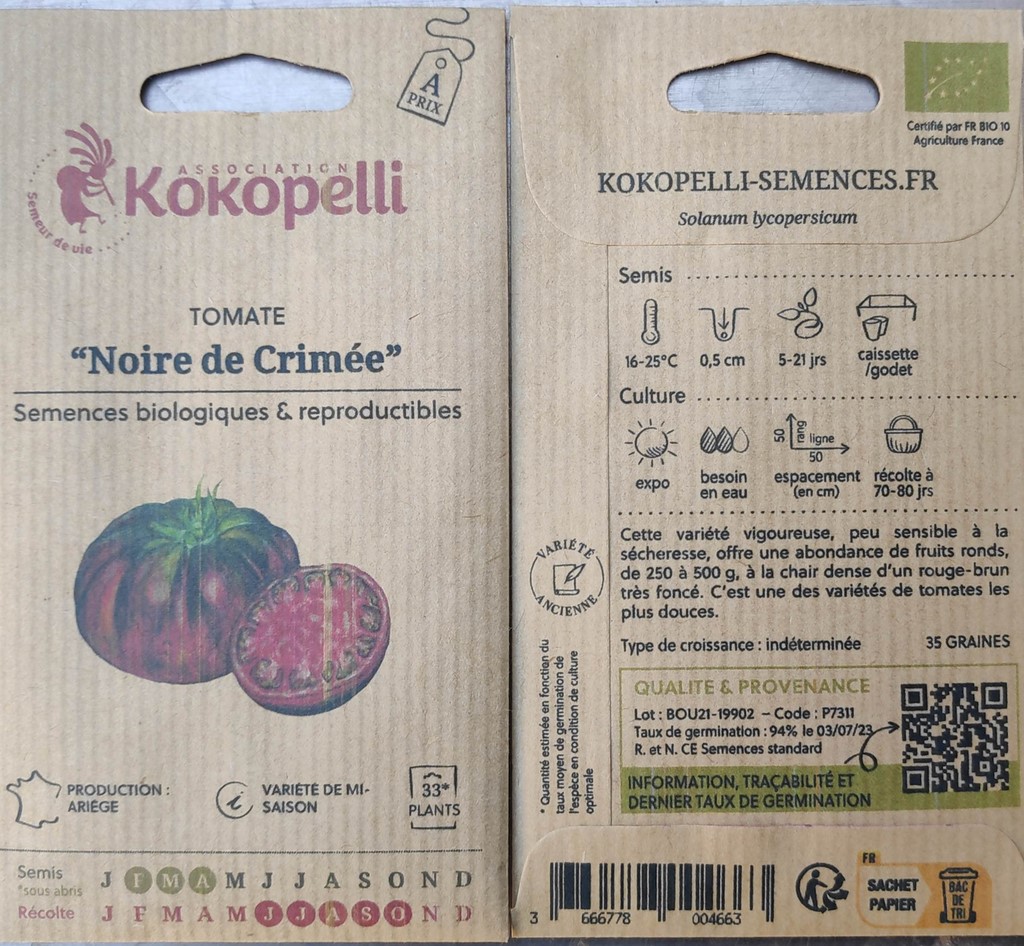 À
PRIX
ASSOCIATION
Kokopelli
Semeur de vie
TOMATE
“Noire de Crimée”
Semences biologiques & reproductibles
PRODUCTION :
ARIÈGE
VARIÉTÉ DE MI-
SAISON
33*
PLANTS
Semis
*sous abris
J F M A M J J A S O N D
Récolte
J F M A M J J A S O N D
Certifié par FR BIO 10
Agriculture France
KOKOPELLI-SEMENCES.FR
Solanum lycopersicum
Semis
16-25°C
0,5 cm
5-21 jrs
caissette
/godet
Culture
expo
besoin
en eau
50
rang
ligne
50
espacement
(en cm)
récolte à
70-80 jrs
VARIÉTÉ
ANCIENNE
Cette variété vigoureuse, peu sensible à la
sécheresse, offre une abondance de fruits ronds,
de 250 à 500 g, à la chair dense d’un rouge-brun
très foncé. C’est une des variétés de tomates les
plus douces.
Type de croissance : indéterminée
35 GRAINES
* Quantité estimée en fonction du
taux moyen de germination de
l’espèce en condition de culture
optimale
QUALITE & PROVENANCE
Lot : BOU21-19902 – Code : P7311
Taux de germination : 94% le 03/07/23
R. et N. CE Semences standard
INFORMATION, TRAÇABILITÉ ET
DERNIER TAUX DE GERMINATION
3 666778 004663
FR
SACHET
PAPIER
BAC
DE
TRI